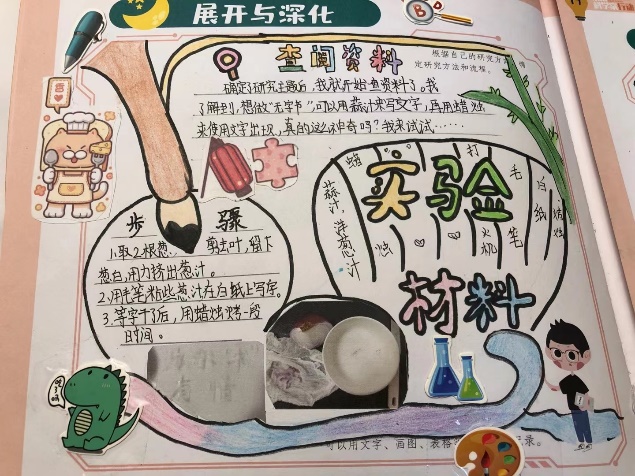 展开与深化
查阅资料
根据自己的研究方
定研究方法和流程。
确定了研究主题后，我就开始查资料了。我
了解到，想做“无字书”，可以用蒜汁来写文字，再用蜡烛
来使文字出现，真的这么神奇吗？我来试试……
步骤
1.取2根葱，剪去叶，留下
葱白，用力挤出葱汁。
2.用毛笔粘些葱汁在白纸上写字。
3.等字干了后，用蜡烛烤一段
时间。
实验
材料
蒜汁、洋葱汁
蜡烛
打火机
毛笔
白纸
可以用文字、画图、表格
录。